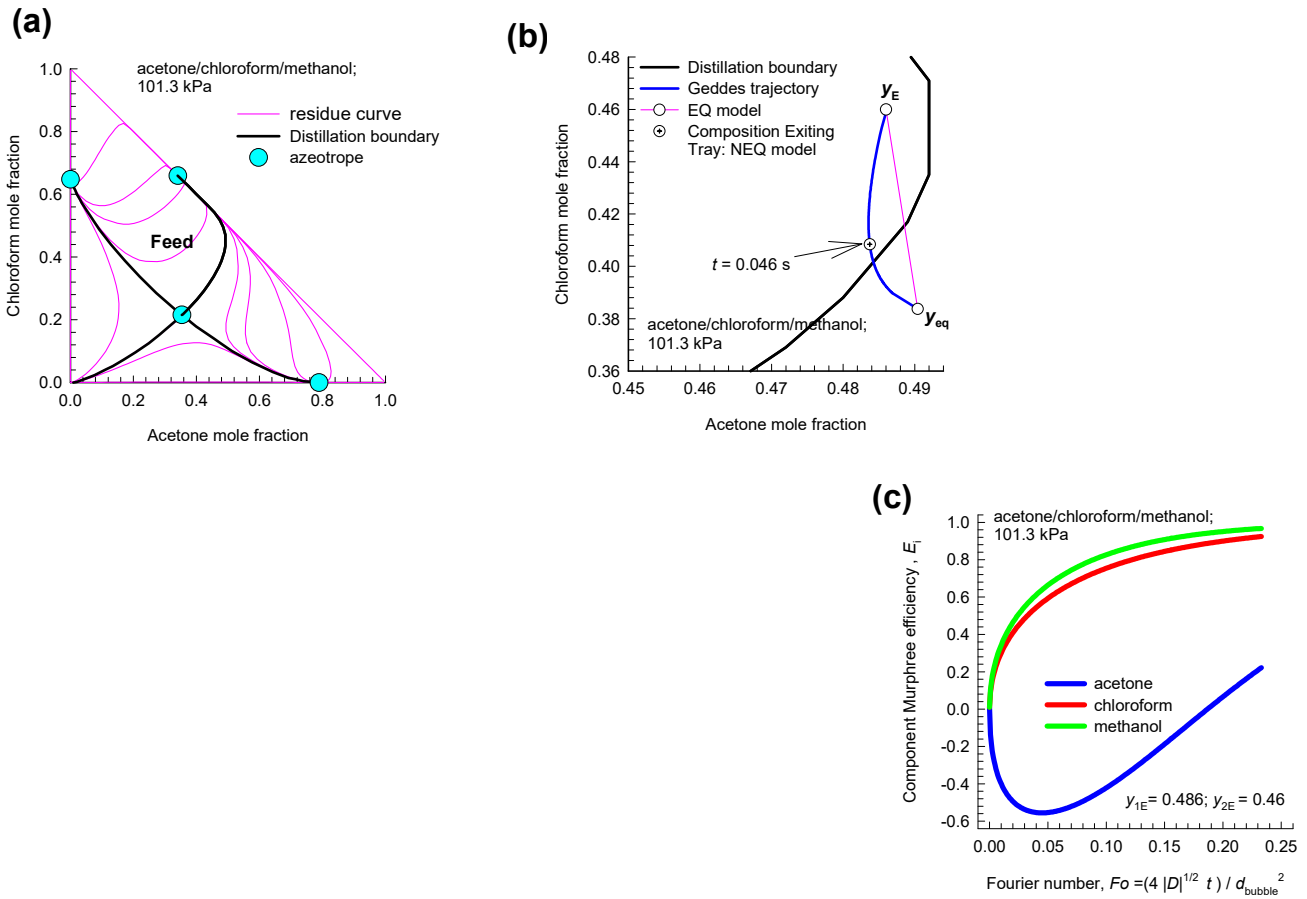 (a)
acetone/chloroform/methanol;
101.3 kPa
residue curve
Distillation boundary
azeotrope
Feed
Chloroform mole fraction
1.0
0.8
0.6
0.4
0.2
0.0
0.0 0.2 0.4 0.6 0.8 1.0
Acetone mole fraction
(b)
Distillation boundary
Geddes trajectory
EQ model
Composition Exiting
Tray: NEQ model
yE
t = 0.046 s
yeq
acetone/chloroform/methanol;
101.3 kPa
Chloroform mole fraction
0.48
0.46
0.44
0.42
0.40
0.38
0.36
0.45 0.46 0.47 0.48 0.49
Acetone mole fraction
(c)
acetone/chloroform/methanol;
101.3 kPa
acetone
chloroform
methanol
y1E = 0.486; y2E = 0.46
Component Murphree efficiency , Ei
1.0
0.8
0.6
0.4
0.2
0.0
-0.2
-0.4
-0.6
0.00 0.05 0.10 0.15 0.20 0.25
Fourier number, Fo =(4 |D|^1/2 t ) / dbubble^2